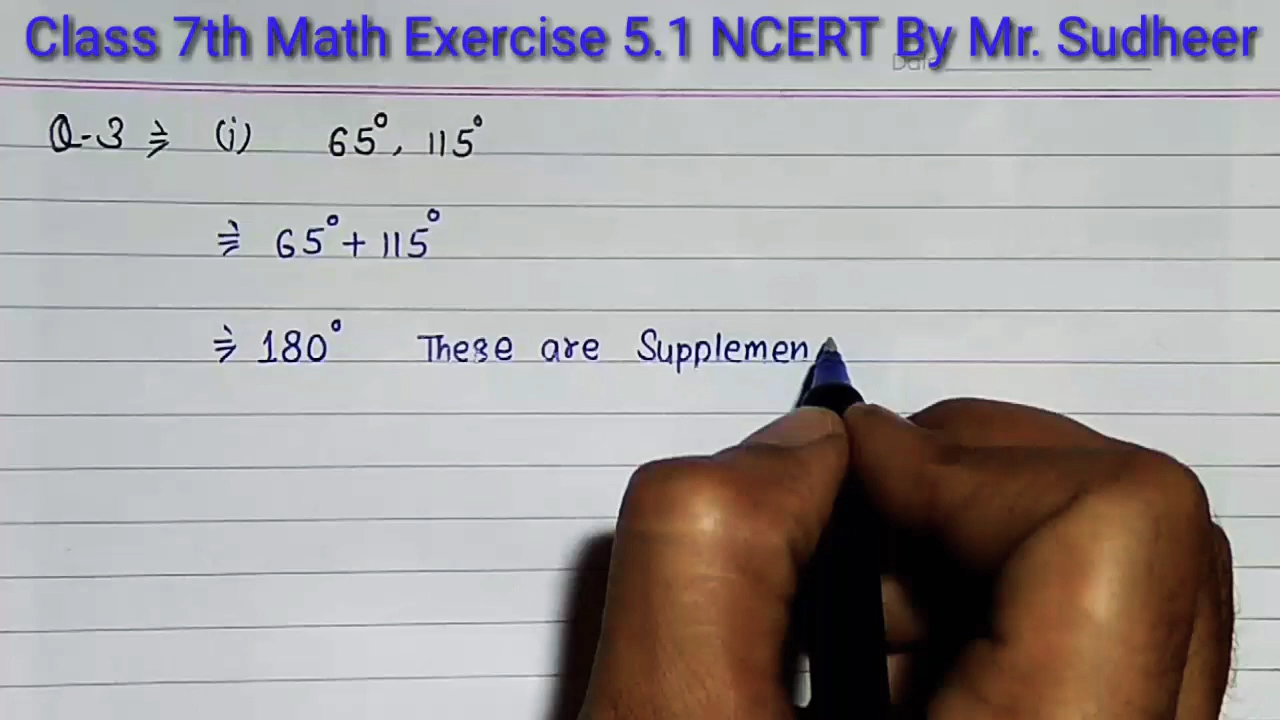 Class 7th Math Exercise 5.1 NCERT By Mr. Sudheer
Q-3 ⇒ (i) 65°, 115°
⇒ 65° + 115°
⇒ 180° These are Supplemen